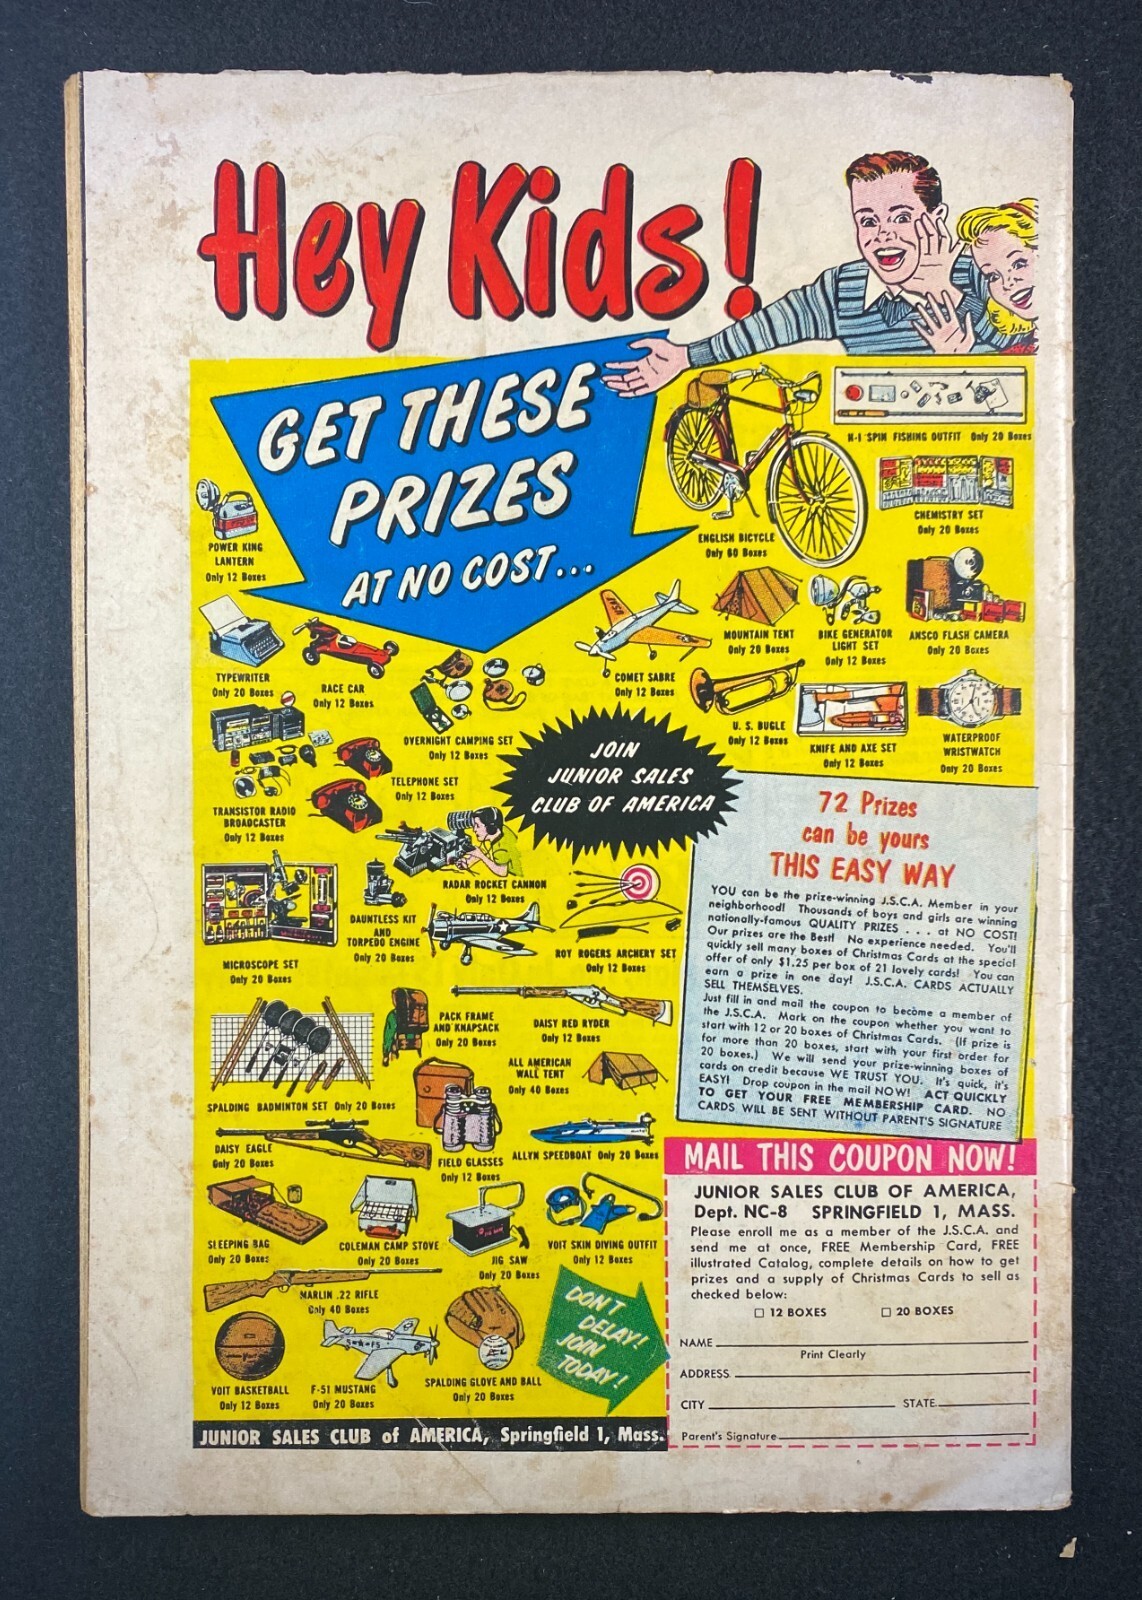 Hey Kids!
GET THESE
PRIZES
AT NO COST...
N-1 SPIN FISHING OUTFIT Only 20 Boxes
CHEMISTRY SET
Only 20 Boxes
ENGLISH BICYCLE
Only 60 Boxes
POWER KING
LANTERN
Only 12 Boxes
MOUNTAIN TENT
Only 20 Boxes
BIKE GENERATOR
LIGHT SET
Only 12 Boxes
ANSCO FLASH CAMERA
Only 20 Boxes
TYPEWRITER
Only 20 Boxes
RACE CAR
Only 12 Boxes
COMET SABRE
Only 12 Boxes
OVERNIGHT CAMPING SET
Only 12 Boxes
U. S. BUGLE
Only 12 Boxes
KNIFE AND AXE SET
Only 12 Boxes
WATERPROOF
WRISTWATCH
Only 20 Boxes
JOIN
JUNIOR SALES
CLUB OF AMERICA
TELEPHONE SET
Only 12 Boxes
TRANSISTOR RADIO
BROADCASTER
Only 12 Boxes
RADAR ROCKET CANNON
Only 12 Boxes
DAUNTLESS KIT
AND
TORPEDO ENGINE
Only 20 Boxes
ROY ROGERS ARCHERY SET
Only 12 Boxes
MICROSCOPE SET
Only 20 Boxes
PACK FRAME
AND KNAPSACK
Only 20 Boxes
DAISY RED RYDER
Only 12 Boxes
ALL AMERICAN
WALL TENT
Only 40 Boxes
SPALDING BADMINTON SET Only 20 Boxes
DAISY EAGLE
Only 20 Boxes
FIELD GLASSES
Only 12 Boxes
ALLYN SPEEDBOAT Only 20 Boxes
SLEEPING BAG
Only 20 Boxes
COLEMAN CAMP STOVE
Only 20 Boxes
JIG SAW
Only 20 Boxes
VOIT SKIN DIVING OUTFIT
Only 12 Boxes
MARLIN .22 RIFLE
Only 40 Boxes
VOIT BASKETBALL
Only 12 Boxes
F-51 MUSTANG
Only 20 Boxes
SPALDING GLOVE AND BALL
Only 20 Boxes
DON'T
DELAY!
JOIN
TODAY!
JUNIOR SALES CLUB of AMERICA, Springfield 1, Mass.
72 Prizes
can be yours
THIS EASY WAY
YOU can be the prize-winning J.S.C.A. Member in your
neighborhood! Thousands of boys and girls are winning
nationally-famous QUALITY PRIZES . . . at NO COST!
Our prizes are the Best! No experience needed. You'll
quickly sell many boxes of Christmas Cards at the special
offer of only $1.25 per box of 21 lovely cards! You can
earn a prize in one day! J.S.C.A. CARDS ACTUALLY
SELL THEMSELVES.
Just fill in and mail the coupon to become a member of
the J.S.C.A. Mark on the coupon whether you want to
start with 12 or 20 boxes of Christmas Cards. (If prize is
for more than 20 boxes, start with your first order for
20 boxes.) We will send your prize-winning boxes of
cards on credit because WE TRUST YOU. It's quick, it's
EASY! Drop coupon in the mail NOW! ACT QUICKLY
TO GET YOUR FREE MEMBERSHIP CARD. NO
CARDS WILL BE SENT WITHOUT PARENT'S SIGNATURE
MAIL THIS COUPON NOW!
JUNIOR SALES CLUB OF AMERICA,
Dept. NC-8 SPRINGFIELD 1, MASS.
Please enroll me as a member of the J.S.C.A. and
send me at once, FREE Membership Card, FREE
illustrated Catalog, complete details on how to get
prizes and a supply of Christmas Cards to sell as
checked below:
☐ 12 BOXES ☐ 20 BOXES
NAME
Print Clearly
ADDRESS
CITY STATE
Parent's Signature